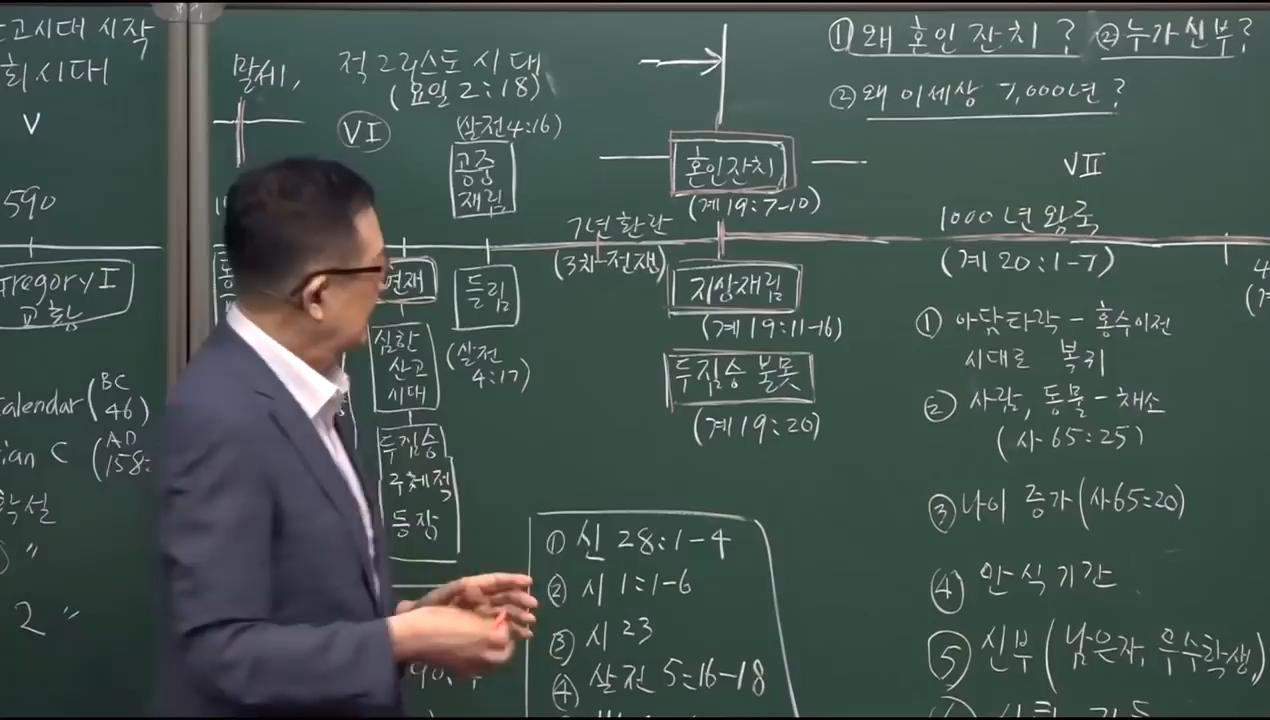 시대 시작
회시대
V
590
Gregory I
교황
Calendar (BC 46)
ian C (AD 158
학설
2 〃
말세,
적그리스도 시대
(요일 2:18)
VI
(살전4:16)
공중
재림
7년 환란
(3차 전쟁)
현재
들림
(살전
4:17)
심한
산고
시대
두짐승
주체적
등장
① 왜 혼인 잔치 ? ② 누가 신부?
② 왜 이세상 7,000년 ?
혼인잔치
(계 19:7-10)
지상재림
(계 19:11-16)
두짐승 불못
(계 19:20)
VII
1000년 왕국
(계 20:1-7)
① 아담타락 - 홍수이전
시대로 복귀
② 사람, 동물 - 채소
(사 65:25)
③ 나이 증가 (사65:20)
④ 안식기간
⑤ 신부 (남은자, 우수학생,)
① 신 28:1-4
② 시 1:1-6
③ 시 23
④ 살전 5:16-18